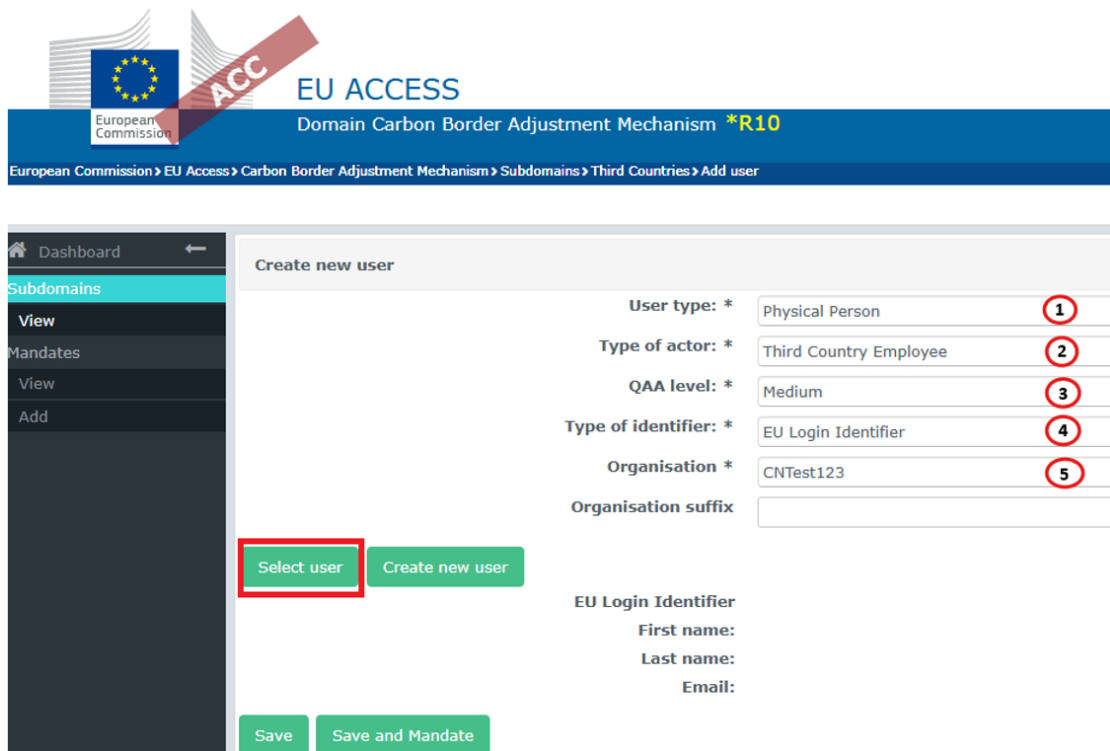 ACC
EU ACCESS
European
Commission
Domain Carbon Border Adjustment Mechanism *R10
European Commission > EU Access > Carbon Border Adjustment Mechanism > Subdomains > Third Countries > Add user
Dashboard
Subdomains
View
Mandates
View
Add
Create new user
User type: * Physical Person 1
Type of actor: * Third Country Employee 2
QAA level: * Medium 3
Type of identifier: * EU Login Identifier 4
Organisation * CNTest123 5
Organisation suffix
Select user Create new user
EU Login Identifier
First name:
Last name:
Email:
Save Save and Mandate